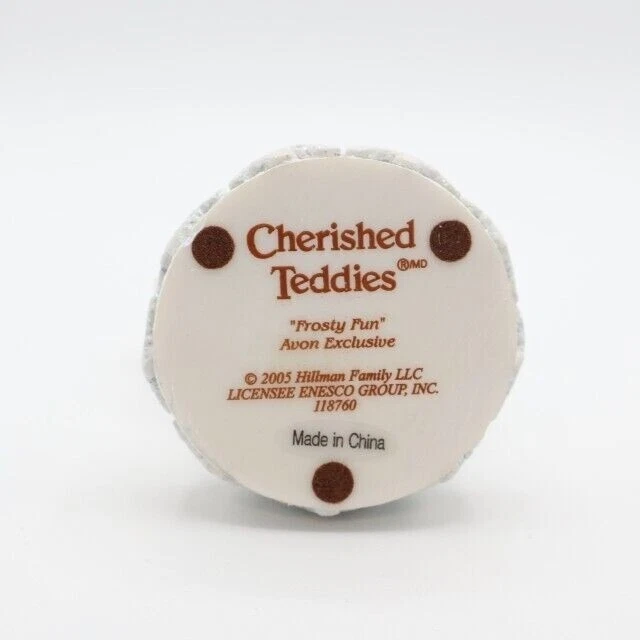 Cherished
Teddies®/MD
"Frosty Fun"
Avon Exclusive
© 2005 Hillman Family LLC
LICENSEE ENESCO GROUP, INC.
118760
Made in China